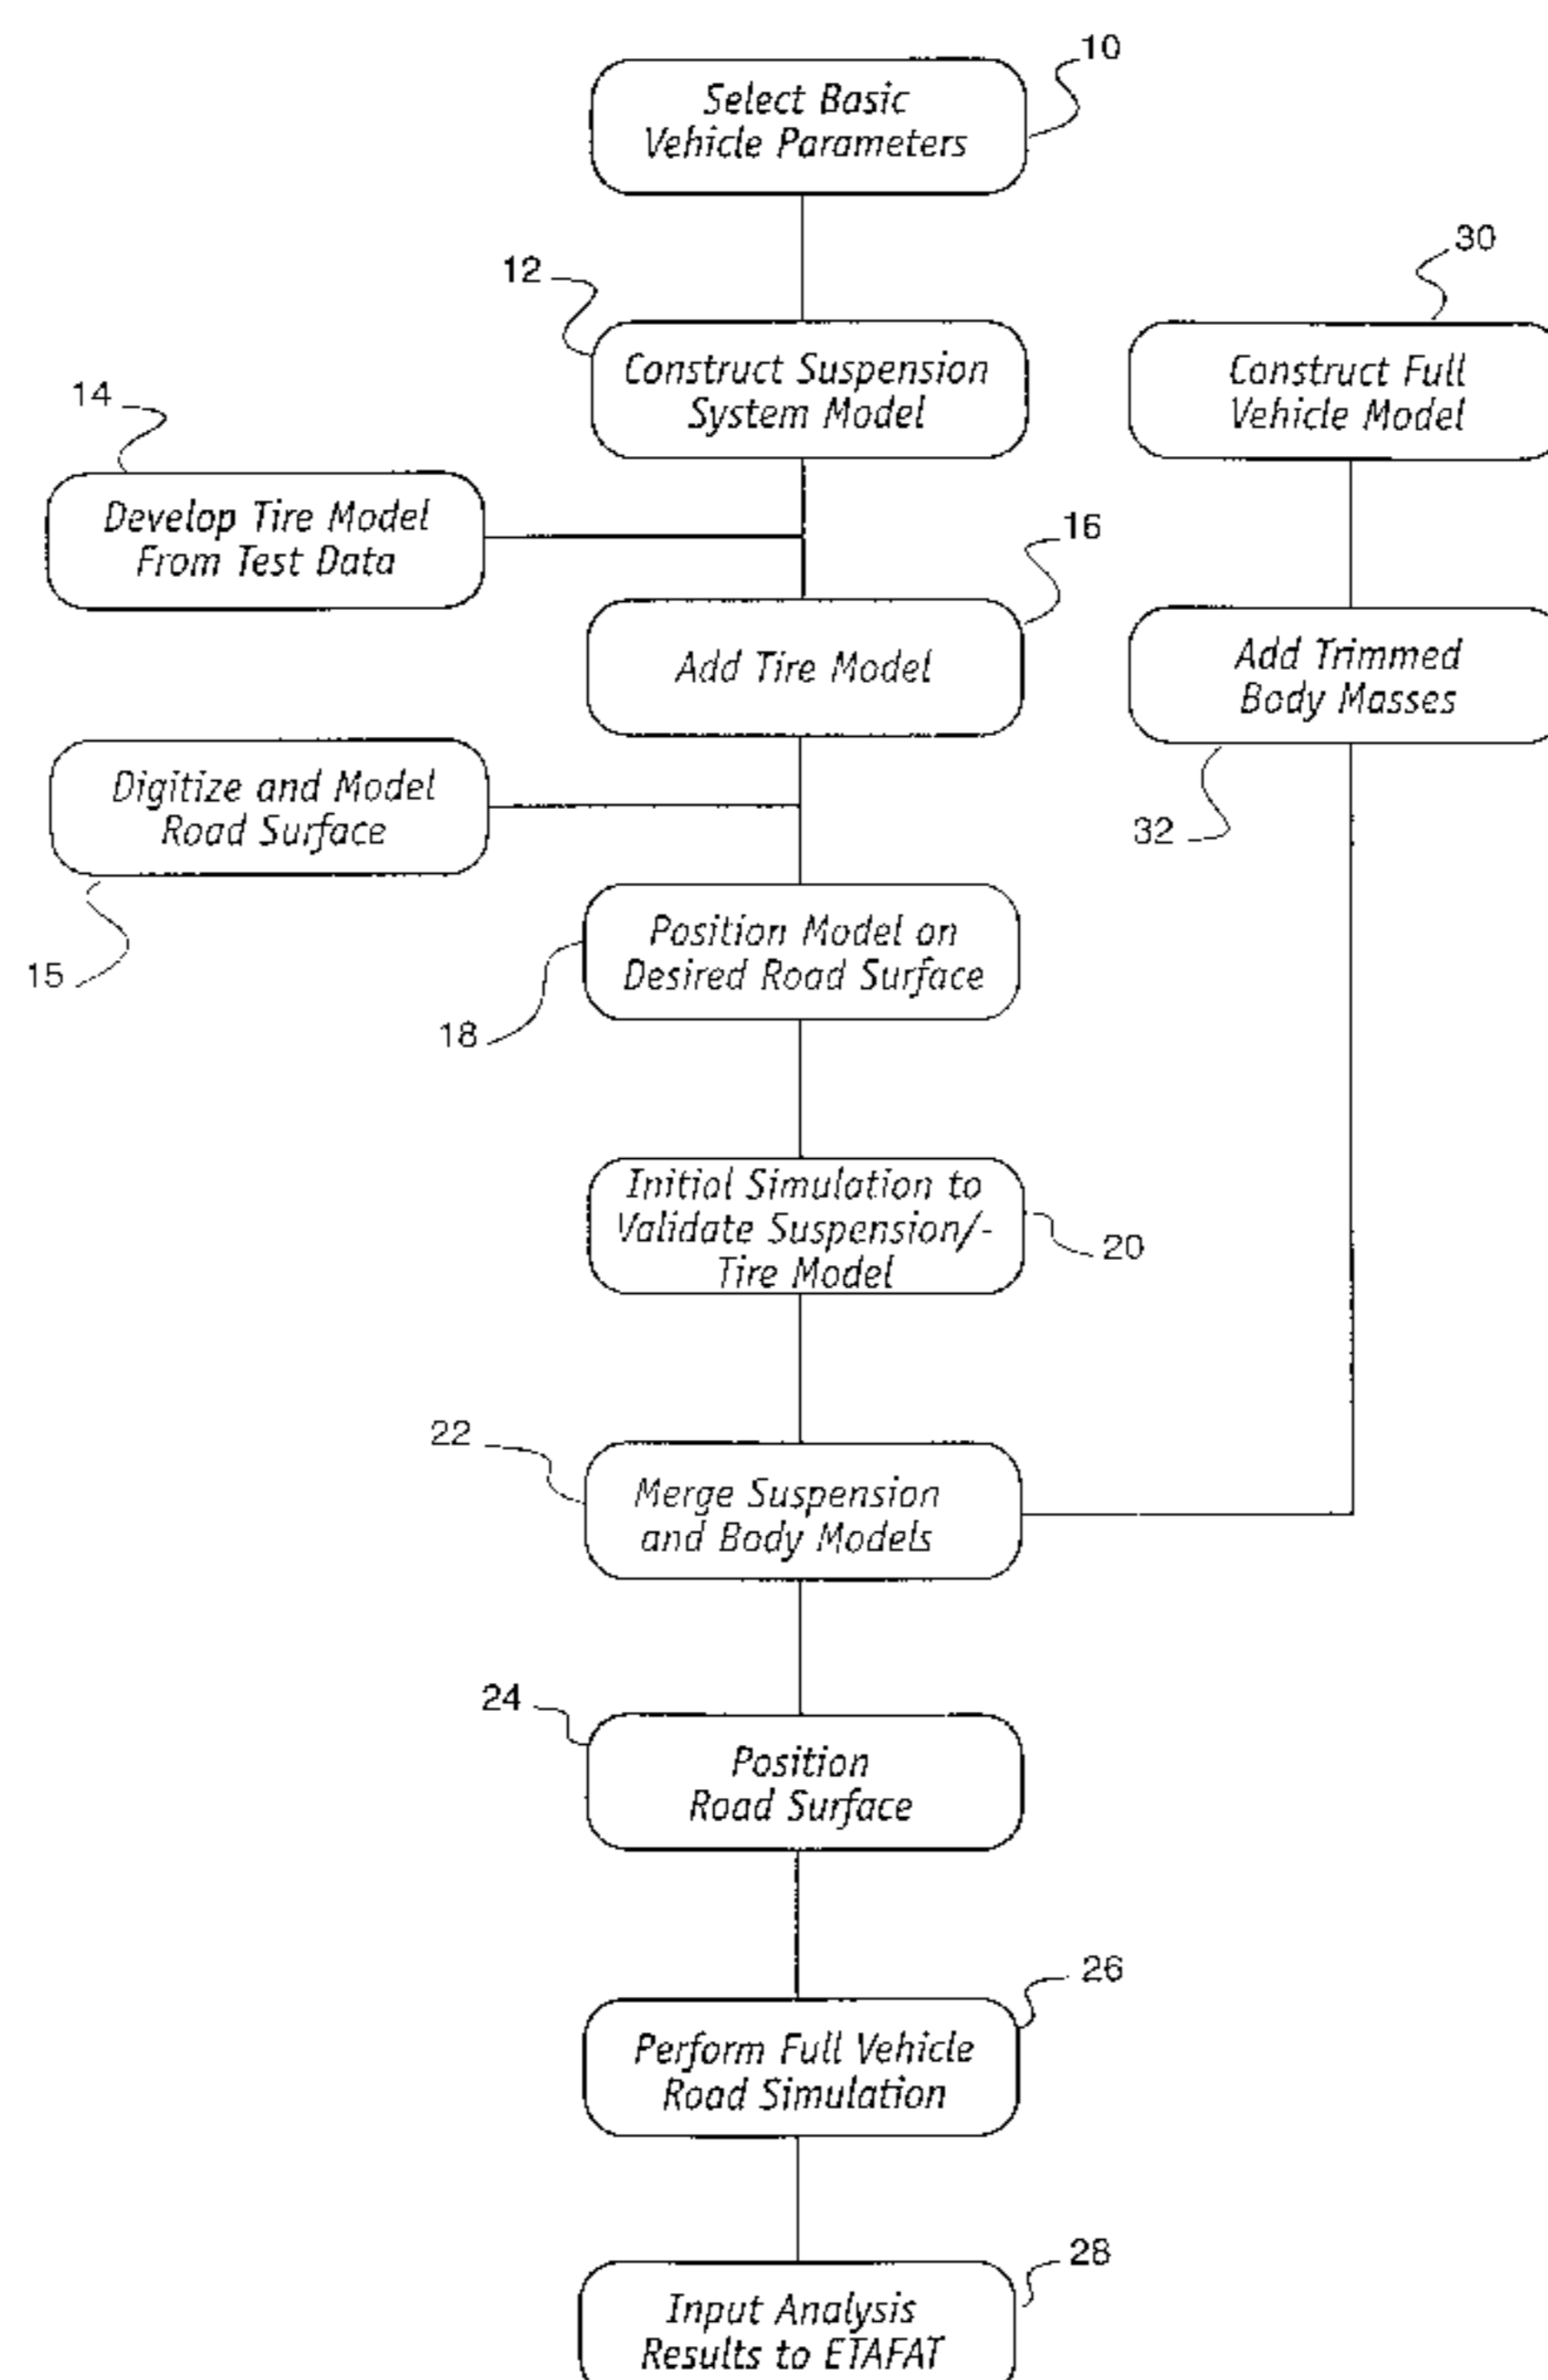 10
Select Basic
Vehicle Parameters
12
30
Construct Suspension
System Model
Construct Full
Vehicle Model
14
Develop Tire Model
From Test Data
16
Add Tire Model
Add Trimmed
Body Masses
32
Digitize and Model
Road Surface
15
Position Model on
Desired Road Surface
18
Initial Simulation to
Validate Suspension/-
Tire Model
20
22
Merge Suspension
and Body Models
24
Position
Road Surface
26
Perform Full Vehicle
Road Simulation
28
Input Analysis
Results to ETAFAT